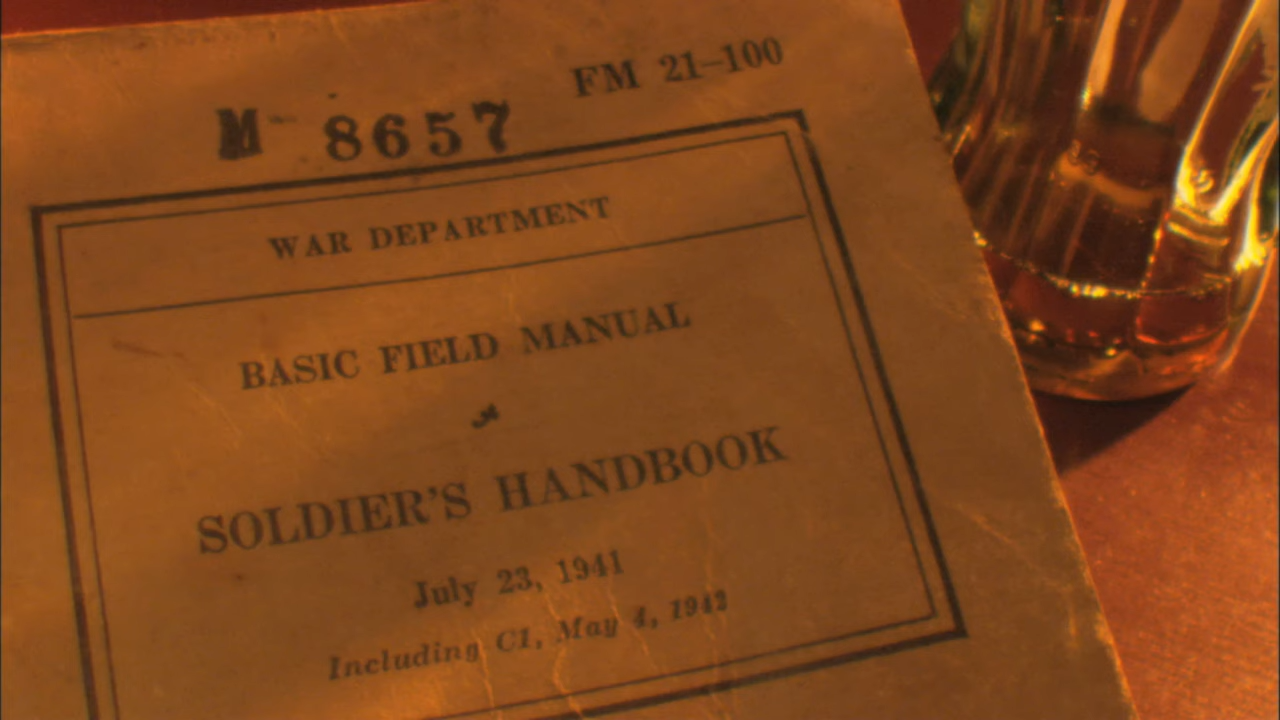 FM 21-100
M 8657
WAR DEPARTMENT
BASIC FIELD MANUAL
SOLDIER'S HANDBOOK
July 23, 1941
Including C1, May 4, 1942